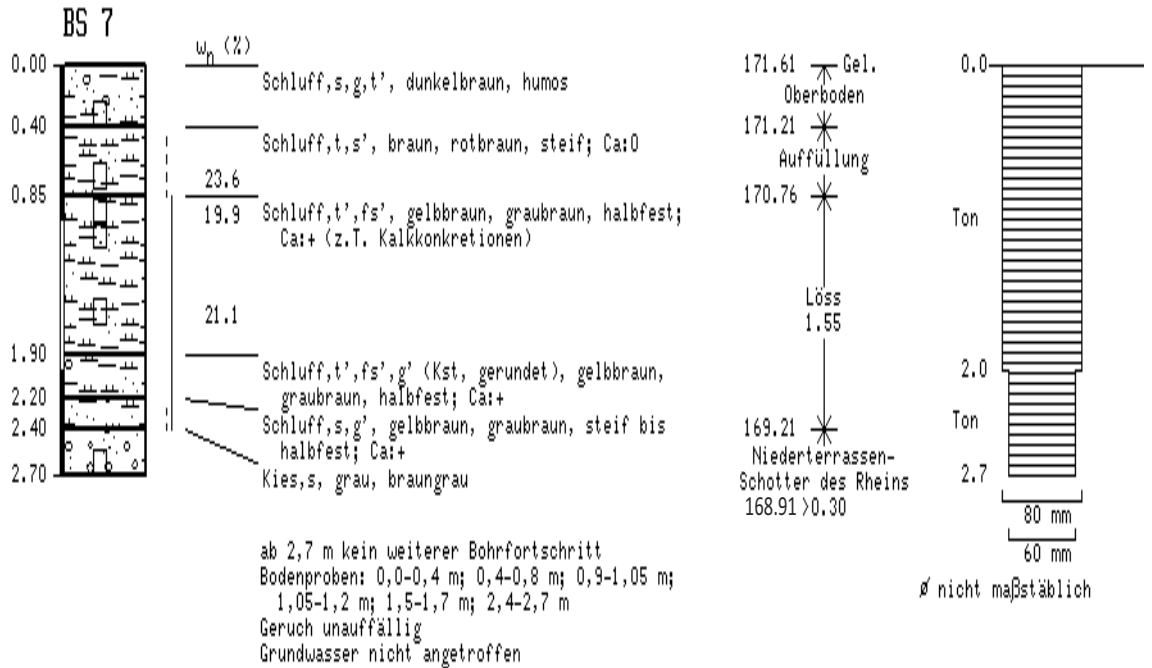 BS 7
wn (%)
0.00
Schluff,s,g,t', dunkelbraun, humos
0.40
Schluff,t,s', braun, rotbraun, steif; Ca:0
23.6
0.85
19.9
Schluff,t',fs', gelbbraun, graubraun, halbfest;
Ca:+ (z.T. Kalkkonkretionen)
21.1
1.90
Schluff,t',fs',g' (Kst, gerundet), gelbbraun,
graubraun, halbfest; Ca:+
2.20
Schluff,s,g', gelbbraun, graubraun, steif bis
halbfest; Ca:+
2.40
Kies,s, grau, braungrau
2.70
ab 2,7 m kein weiterer Bohrfortschritt
Bodenproben: 0,0-0,4 m; 0,4-0,8 m; 0,9-1,05 m;
1,05-1,2 m; 1,5-1,7 m; 2,4-2,7 m
Geruch unauffällig
Grundwasser nicht angetroffen
171.61 Gel.
Oberboden
171.21
Auffüllung
170.76
Löss
1.55
169.21
Niederterrassen-
Schotter des Rheins
168.91 >0.30
0.0
Ton
2.0
Ton
2.7
80 mm
60 mm
ø nicht maßstäblich